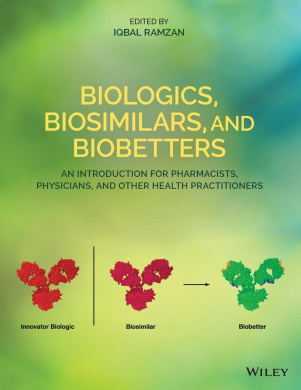 EDITED BY
IQBAL RAMZAN
BIOLOGICS,
BIOSIMILARS, AND
BIOBETTERS
AN INTRODUCTION FOR PHARMACISTS,
PHYSICIANS, AND OTHER HEALTH PRACTITIONERS
Innovator Biologic
Biosimilar
Biobetter
WILEY